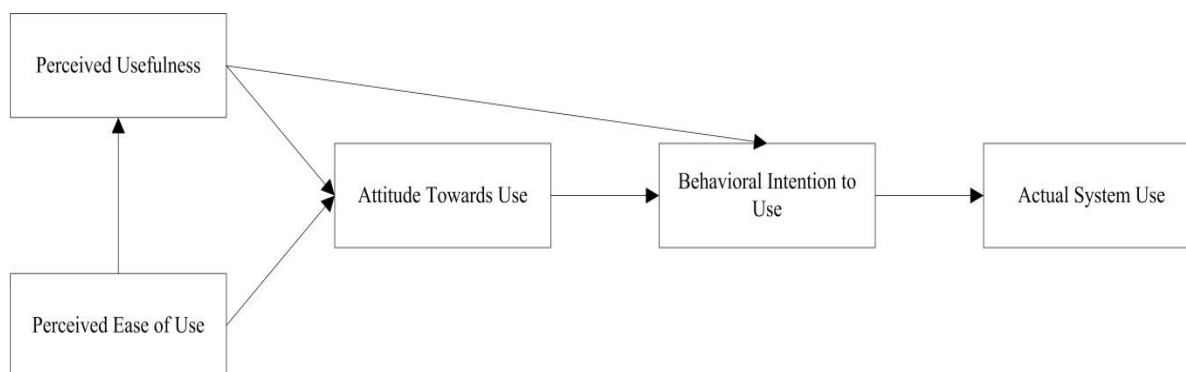 Perceived Usefulness
Attitude Towards Use
Behavioral Intention to
Use
Actual System Use
Perceived Ease of Use